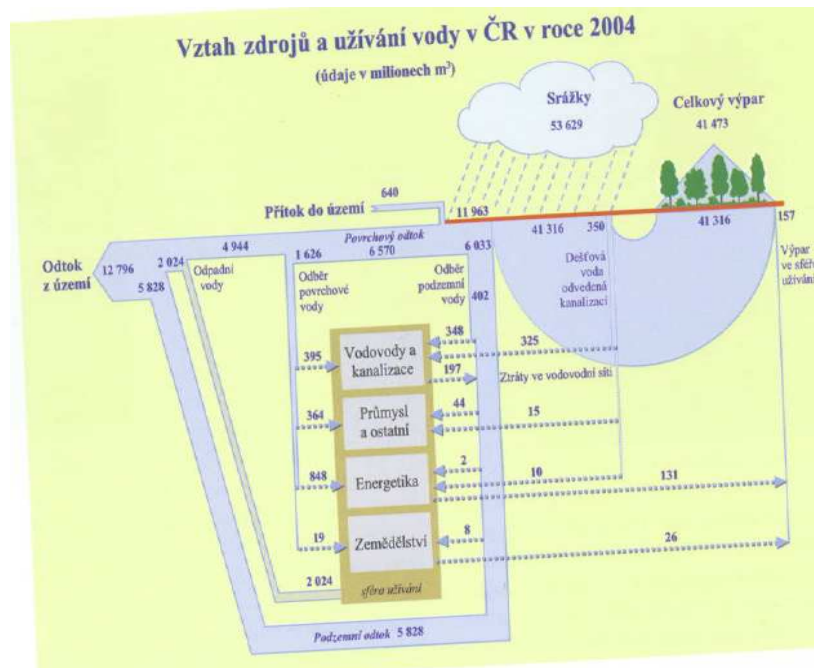 Vztah zdrojů a užívání vody v ČR v roce 2004
(údaje v milionech m³)
Srážky
53 629
Celkový výpar
41 473
640
Přítok do území
11 963
41 316
350
41 316
157
Odtok
z území
12 796
4 944
2 024
5 828
Odpadní
vody
Povrchový odtok
1 626
6 570
6 033
Odběr
povrchové
vody
Odběr
podzemní
vody
402
Dešťová
voda
odvedená
kanalizací
Výpar
ve sféře
užívání
348
325
395
Vodovody a
kanalizace
197
Ztráty ve vodovodní síti
364
Průmysl
a ostatní
44
15
848
Energetika
2
10
131
19
Zemědělství
8
26
2 024
sféra užívání
Podzemní odtok 5 828